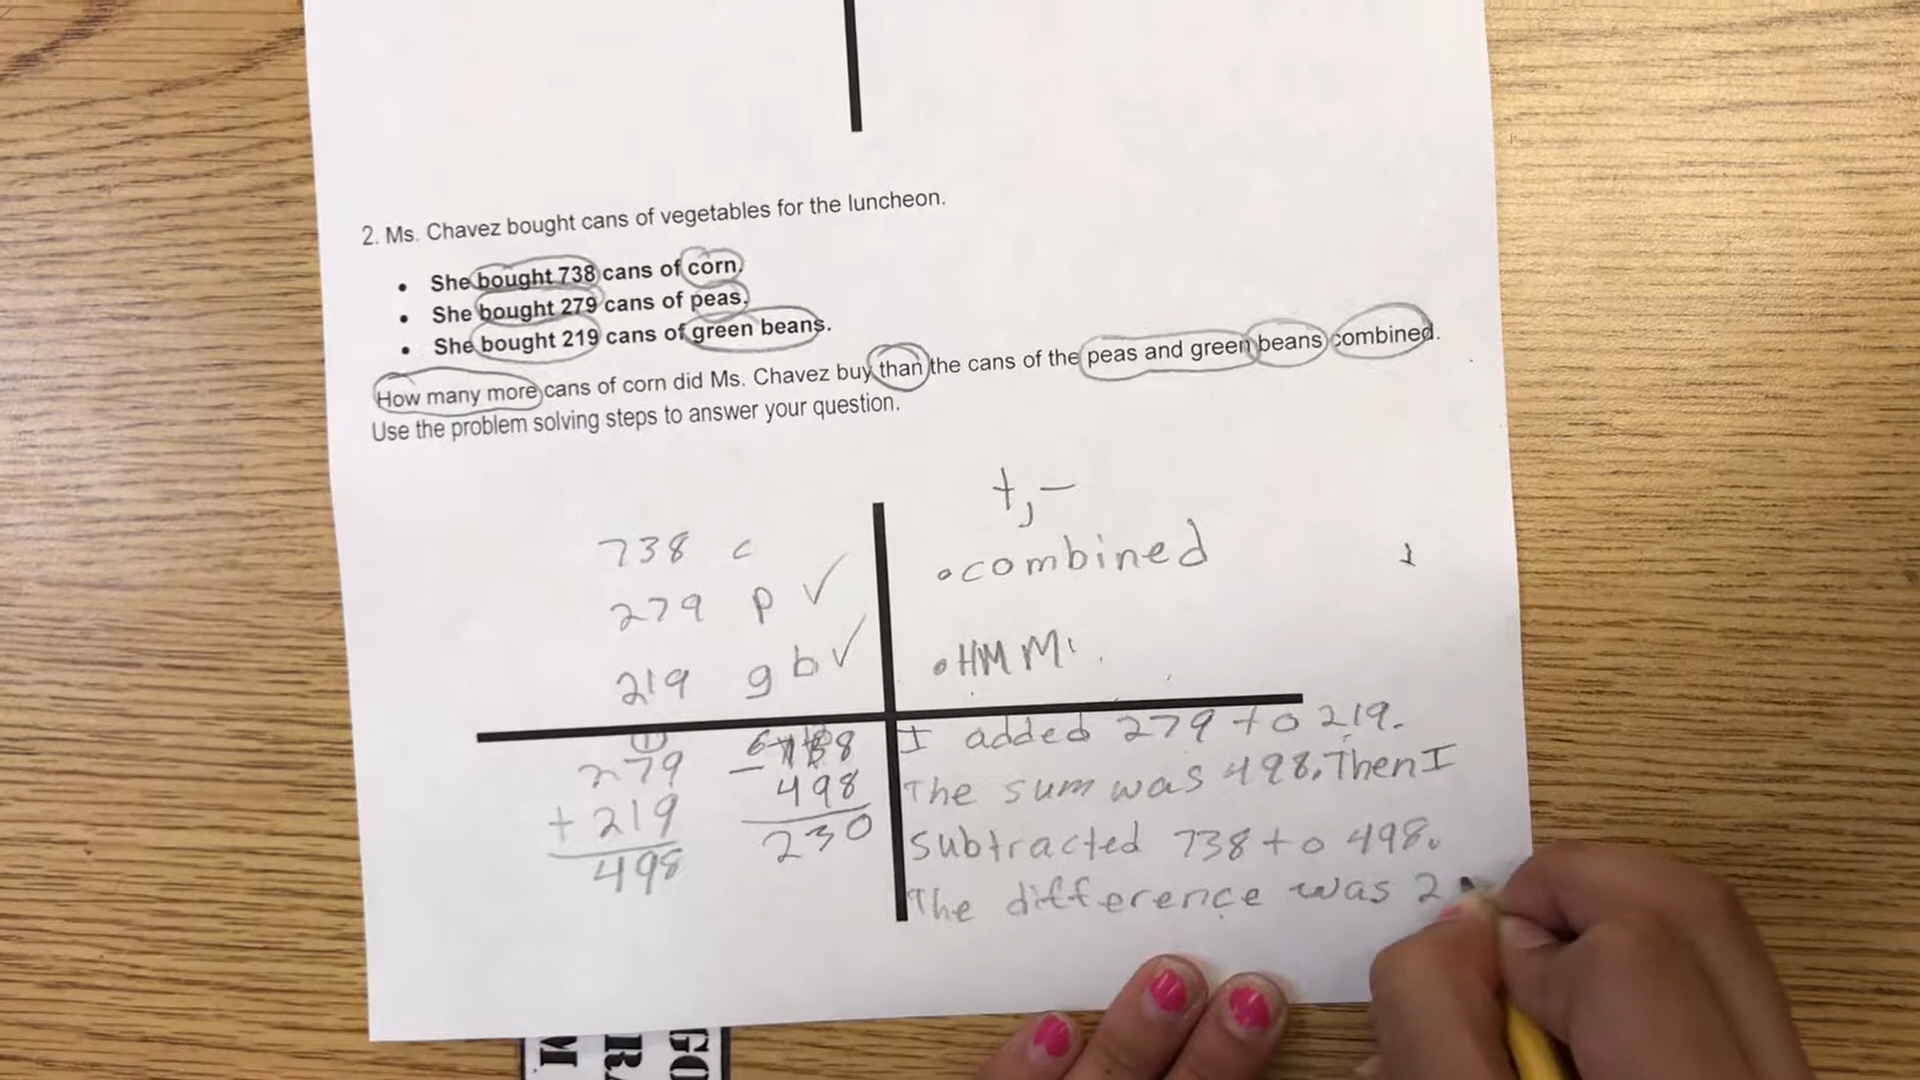 2. Ms. Chavez bought cans of vegetables for the luncheon.
• She bought 738 cans of corn.
• She bought 279 cans of peas.
• She bought 219 cans of green beans.
How many more cans of corn did Ms. Chavez buy than the cans of the peas and green beans combined.
Use the problem solving steps to answer your question.
+, -
738 c
279 p ✓
219 gb ✓
• combined
• HMM
1
279
+ 219
498
8
- 498
230
I added 279 to 219.
The sum was 498. Then I
subtracted 738 to 498.
The difference was 2
M
RA
GO